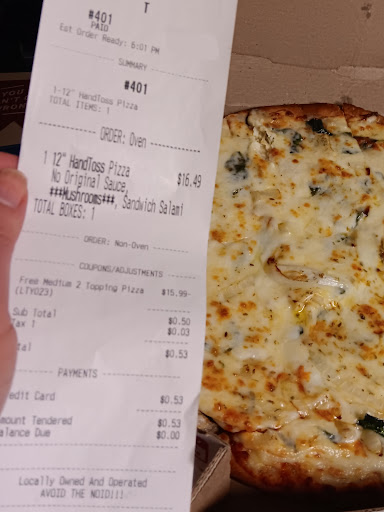 T
#401
PAID
Est Order Ready: 6:01 PM
SUMMARY
#401
1-12" HandToss Pizza
TOTAL ITEMS: 1
ORDER: Oven
1 12" HandToss Pizza $16.49
No Original Sauce,
###Mushrooms###, Sandwich Salami
TOTAL BOXES: 1
ORDER: Non-Oven
COUPONS/ADJUSTMENTS
Free Medium 2 Topping Pizza $15.99-
(LTY023)
Sub Total $0.50
Tax 1 $0.03
tal $0.53
PAYMENTS
edit Card $0.53
mount Tendered $0.53
alance Due $0.00
Locally Owned And Operated
AVOID THE NOID!!!